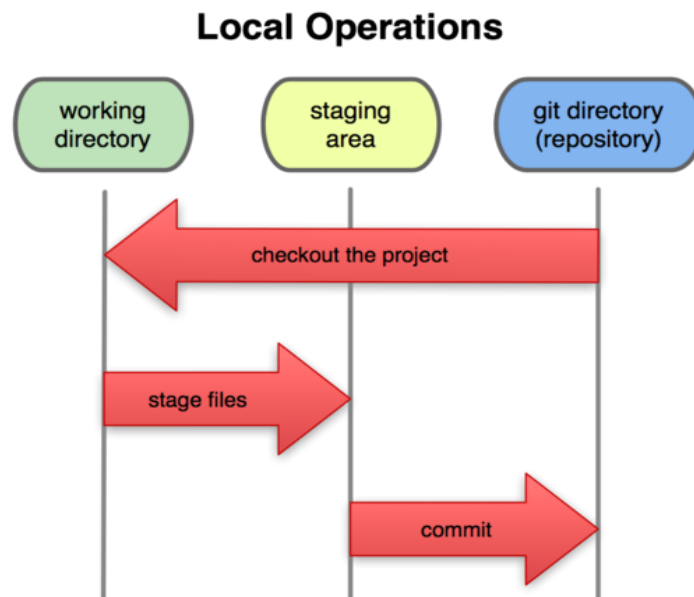 Local Operations
working
directory
staging
area
git directory
(repository)
checkout the project
stage files
commit